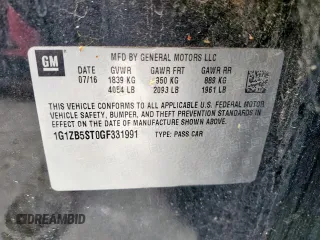 GM
MFD BY GENERAL MOTORS LLC
DATE GVWR GAWR FRT GAWR RR
07/16 1839 KG 950 KG 889 KG
4054 LB 2093 LB 1961 LB
THIS VEHICLE CONFORMS TO ALL APPLICABLE U.S. FEDERAL MOTOR
VEHICLE SAFETY, BUMPER, AND THEFT PREVENTION STANDARDS IN EFFECT ON THE
DATE OF MANUFACTURE SHOWN ABOVE.
1G1ZB5ST0GF331991 TYPE: PASS CAR
AUTOBIDMASTER